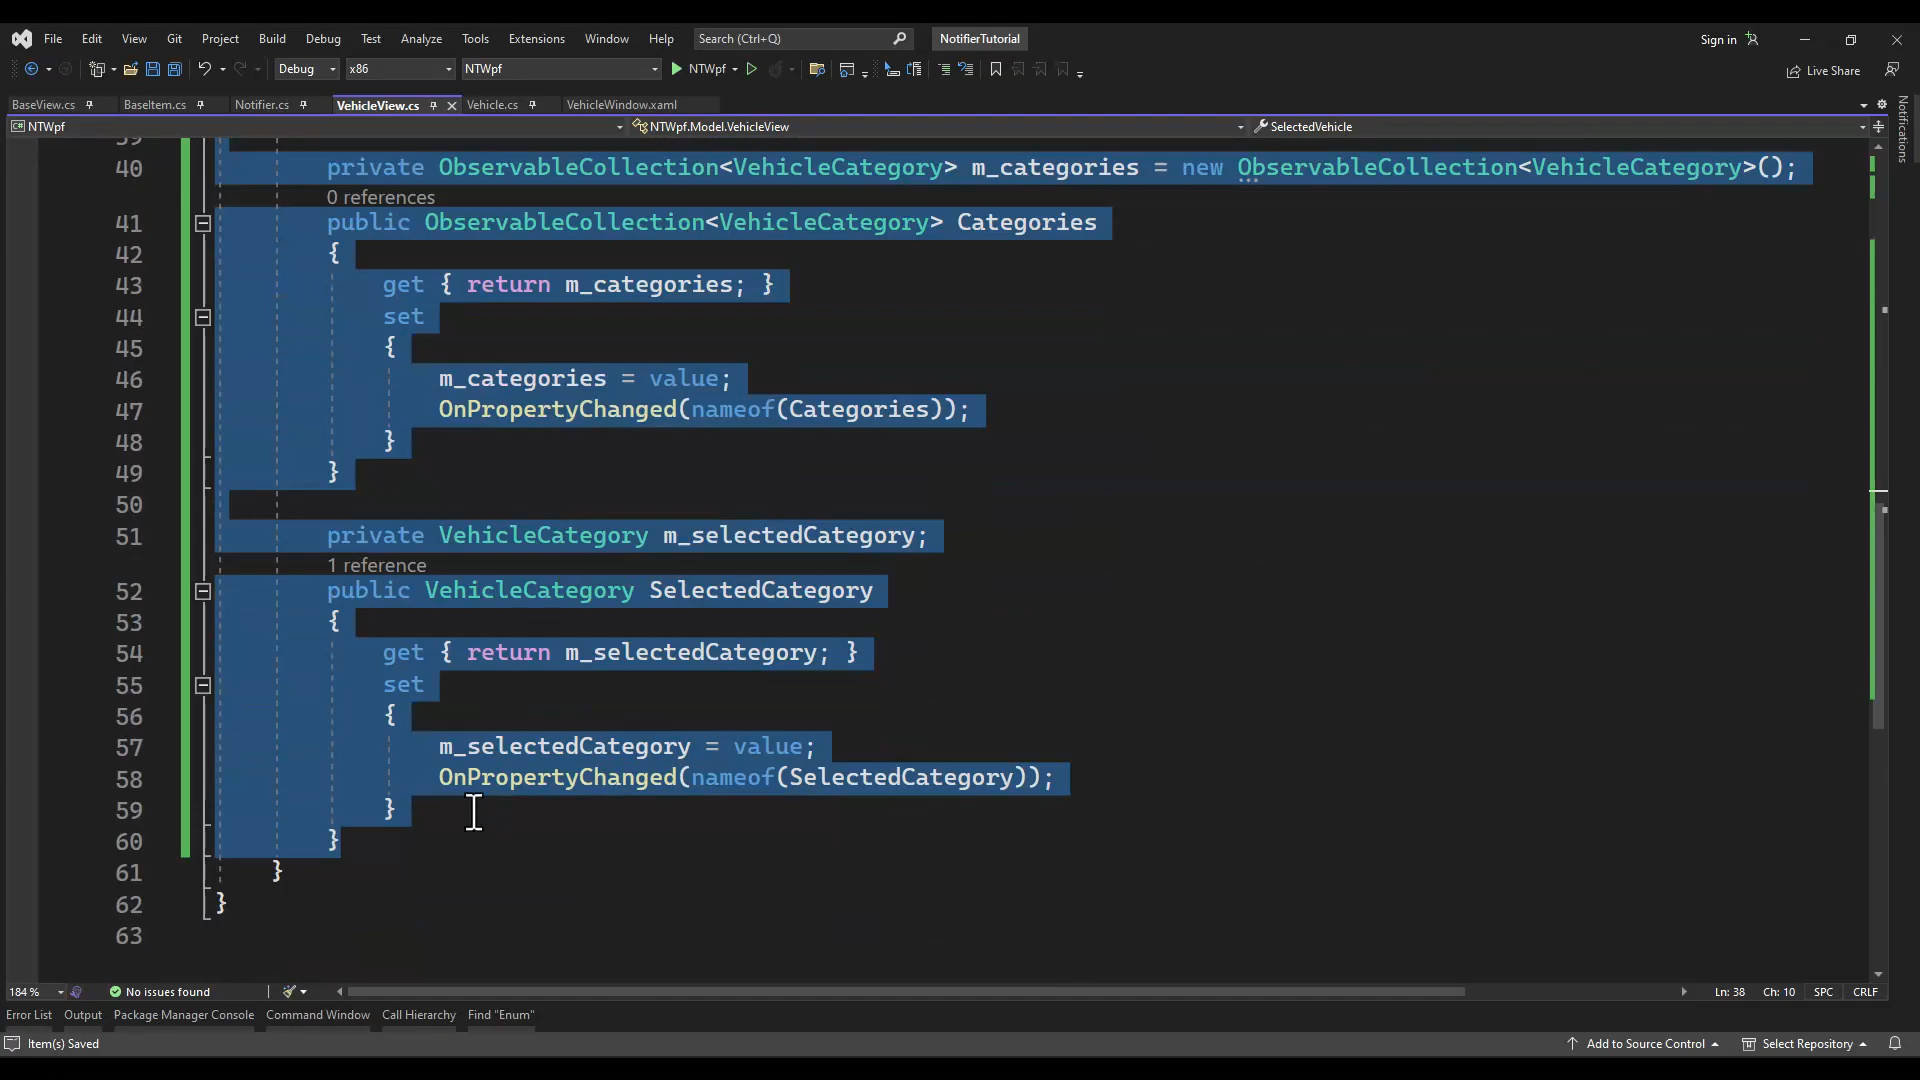 File Edit View Git Project Build Debug Test Analyze Tools Extensions Window Help Search (Ctrl+Q) NotifierTutorial Sign in
Debug x86 NTWpf NTWpf Live Share
BaseView.cs BaseItem.cs Notifier.cs VehicleView.cs Vehicle.cs VehicleWindow.xaml
Notifications
NTWpf NTWpf.Model.VehicleView SelectedVehicle
39
40 private ObservableCollection<VehicleCategory> m_categories = new ObservableCollection<VehicleCategory>();
0 references
41 public ObservableCollection<VehicleCategory> Categories
42 {
43 get { return m_categories; }
44 set
45 {
46 m_categories = value;
47 OnPropertyChanged(nameof(Categories));
48 }
49 }
50
51 private VehicleCategory m_selectedCategory;
1 reference
52 public VehicleCategory SelectedCategory
53 {
54 get { return m_selectedCategory; }
55 set
56 {
57 m_selectedCategory = value;
58 OnPropertyChanged(nameof(SelectedCategory));
59 }
60 }
61 }
62 }
63
184 % No issues found Ln: 38 Ch: 10 SPC CRLF
Error List Output Package Manager Console Command Window Call Hierarchy Find "Enum"
Item(s) Saved Add to Source Control Select Repository